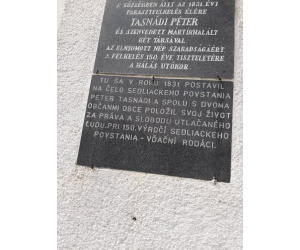 E KÖZSÉGBEN ÁLLT AZ 1831 ÉVI
PARASZTFELKELÉS ÉLÉRE
TASNÁDI PÉTER
ÉS SZENVEDETT MÁRTÍRHALÁLT
KÉT TÁRSÁVAL
AZ ELNYOMOTT NÉP SZABADSÁGÁÉRT
A FELKELÉS 150. ÉVE TISZTELETÉRE
A HÁLÁS UTÓKOR.
TU SA V ROKU 1831 POSTAVIL
NA ČELO SEDLIACKEHO POVSTANIA
PETER TASNÁDI A SPOLU S DVOMA
OBČANMI OBCE POLOŽIL SVOJ ŽIVOT
ZA PRÁVA A SLOBODU UTLAČANÉHO
ĽUDU. PRI 150. VÝROČÍ SEDLIACKEHO
POVSTANIA - VĎAČNÍ RODÁCI.